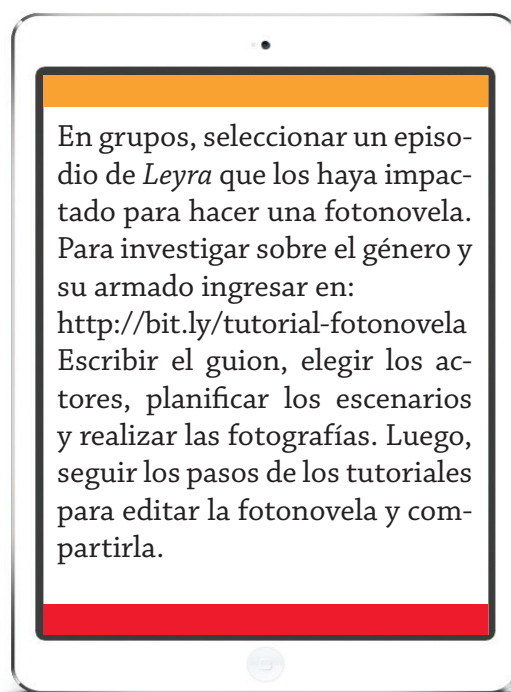 En grupos, seleccionar un episo-
dio de Leyra que los haya impac-
tado para hacer una fotonovela.
Para investigar sobre el género y
su armado ingresar en:
http://bit.ly/tutorial-fotonovela
Escribir el guion, elegir los ac-
tores, planificar los escenarios
y realizar las fotografías. Luego,
seguir los pasos de los tutoriales
para editar la fotonovela y com-
partirla.